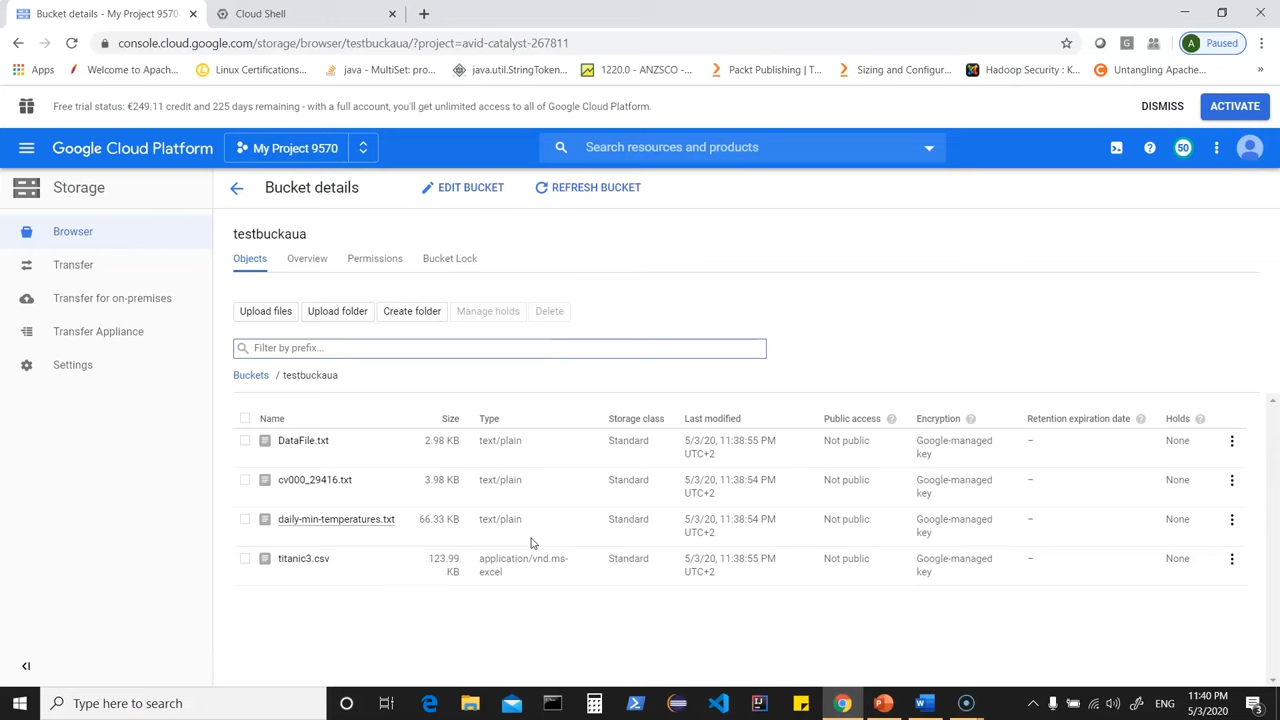 Bucket details - My Project 9570
Cloud Shell
console.cloud.google.com/storage/browser/testbuckaua/?project=avid-catalyst-267811
A Paused
Apps Welcome to Apach... Linux Certifications... java - MultiSet: pro... java.util.StringToken... 1220.0 - ANZSCO -... Packt Publishing | T... Sizing and Configur... Hadoop Security : K... Untangling Apache... »
Free trial status: €249.11 credit and 225 days remaining - with a full account, you'll get unlimited access to all of Google Cloud Platform.
DISMISS ACTIVATE
Google Cloud Platform My Project 9570 Search resources and products 50
Storage
Bucket details EDIT BUCKET REFRESH BUCKET
Browser
Transfer
Transfer for on-premises
Transfer Appliance
Settings
testbuckaua
Objects Overview Permissions Bucket Lock
Upload files Upload folder Create folder Manage holds Delete
Filter by prefix...
Buckets / testbuckaua
Name Size Type Storage class Last modified Public access Encryption Retention expiration date Holds
DataFile.txt 2.98 KB text/plain Standard 5/3/20, 11:38:55 PM Not public Google-managed – None
UTC+2 key
cv000_29416.txt 3.98 KB text/plain Standard 5/3/20, 11:38:54 PM Not public Google-managed – None
UTC+2 key
daily-min-temperatures.txt 66.33 KB text/plain Standard 5/3/20, 11:38:54 PM Not public Google-managed – None
UTC+2 key
titanic3.csv 123.99 application/vnd.ms- Standard 5/3/20, 11:38:55 PM Not public Google-managed – None
KB excel UTC+2 key
Type here to search
ENG
11:40 PM
5/3/2020
3